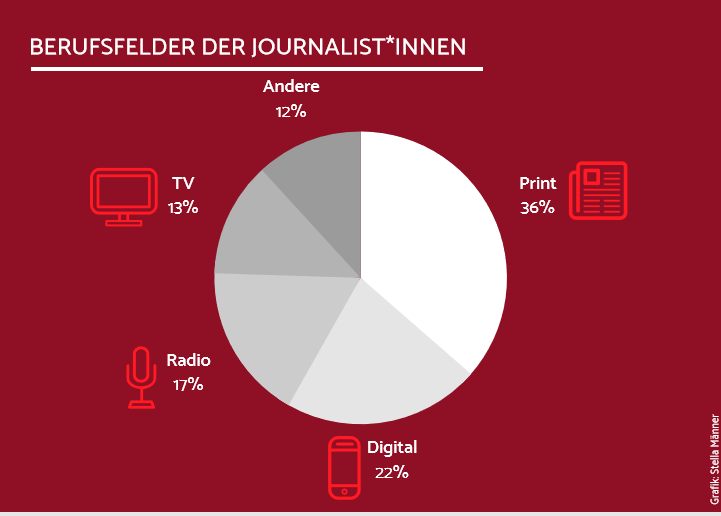 BERUFSFELDER DER JOURNALIST*INNEN
Andere
12%
TV
13%
Print
36%
Radio
17%
Digital
22%
Grafik: Stella Männer